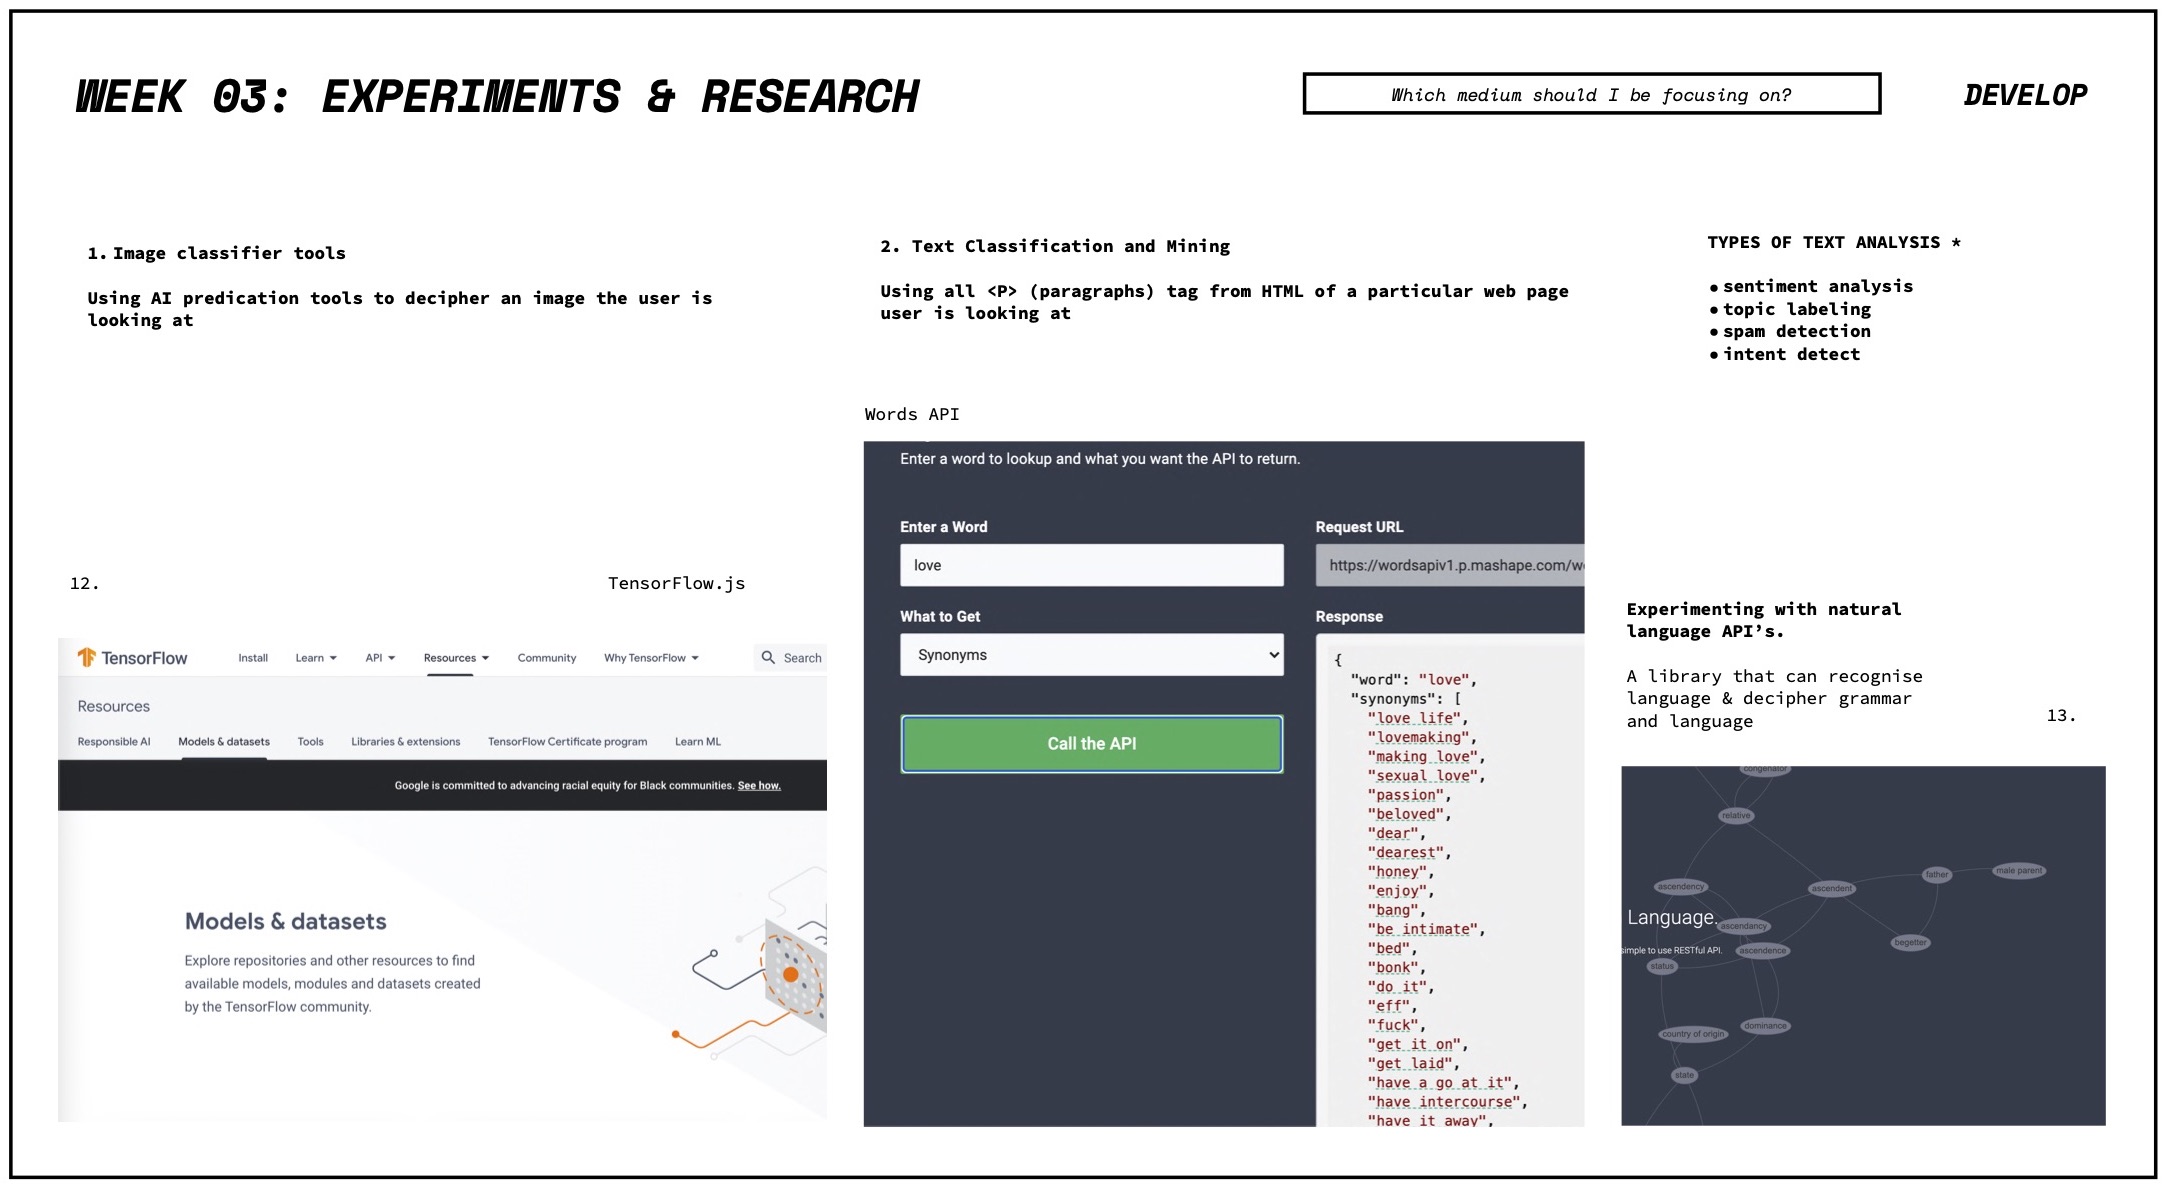 WEEK 03: EXPERIMENTS & RESEARCH
Which medium should I be focusing on?
DEVELOP
1. Image classifier tools
Using AI predication tools to decipher an image the user is
looking at
2. Text Classification and Mining
Using all <P> (paragraphs) tag from HTML of a particular web page
user is looking at
TYPES OF TEXT ANALYSIS *
• sentiment analysis
• topic labeling
• spam detection
• intent detect
12.
TensorFlow.js
TensorFlow
Install
Learn
API
Resources
Community
Why TensorFlow
Search
Resources
Responsible AI
Models & datasets
Tools
Libraries & extensions
TensorFlow Certificate program
Learn ML
Google is committed to advancing racial equity for Black communities. See how.
Models & datasets
Explore repositories and other resources to find
available models, modules and datasets created
by the TensorFlow community.
Words API
Enter a word to lookup and what you want the API to return.
Enter a Word
love
What to Get
Synonyms
Call the API
Request URL
https://wordsapiv1.p.mashape.com/w
Response
{
"word": "love",
"synonyms": [
"love life",
"lovemaking",
"making love",
"sexual love",
"passion",
"beloved",
"dear",
"dearest",
"honey",
"enjoy",
"bang",
"be intimate",
"bed",
"bonk",
"do it",
"eff",
"fuck",
"get it on",
"get laid",
"have a go at it",
"have intercourse",
"have it away",
Experimenting with natural
language API’s.
A library that can recognise
language & decipher grammar
and language
13.
congenator
relative
ascendency
ascendent
father
male parent
Language.
ascendancy
simple to use RESTful API.
ascendence
begetter
status
country of origin
dominance
state